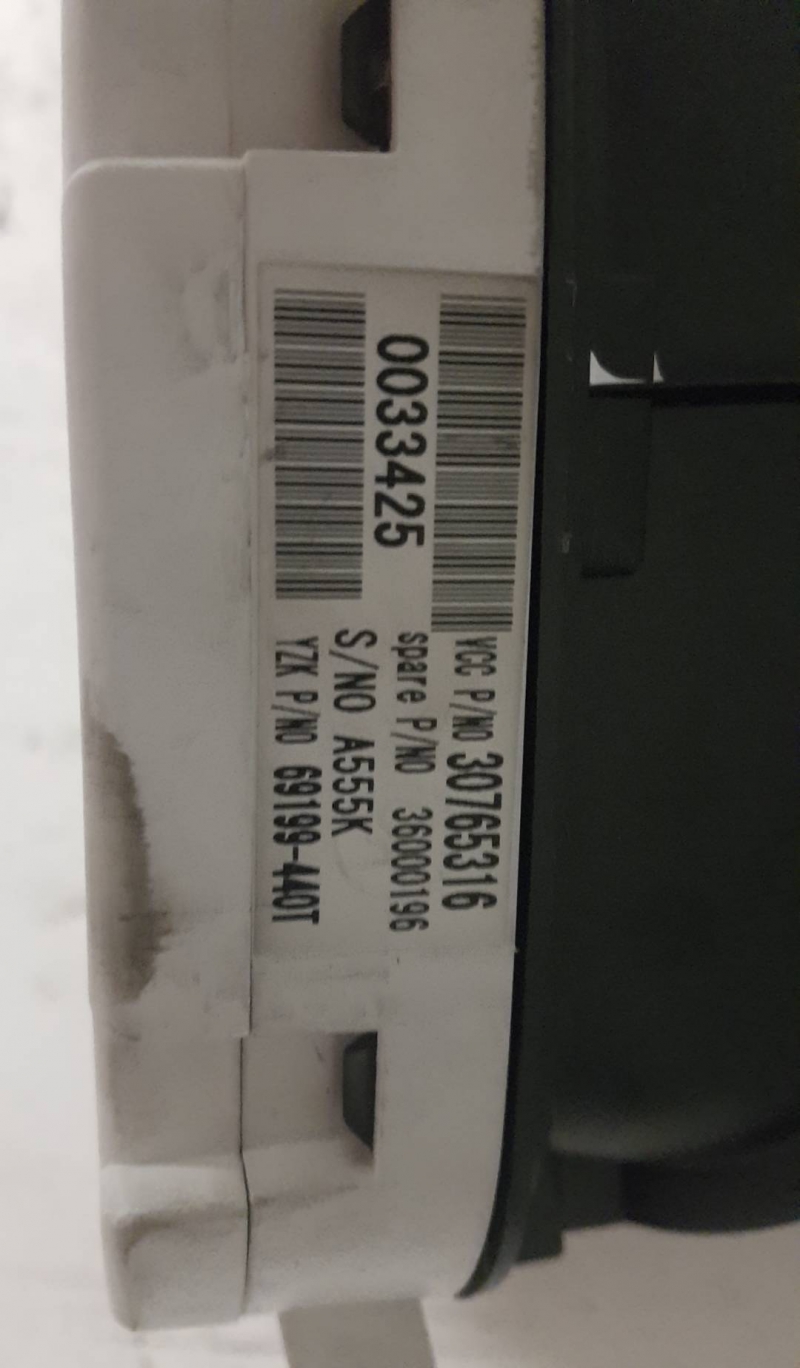 VCC P/NO 30765316
spare P/NO 36000196
0033425
S/NO A555K
YZK P/NO 69199-440T